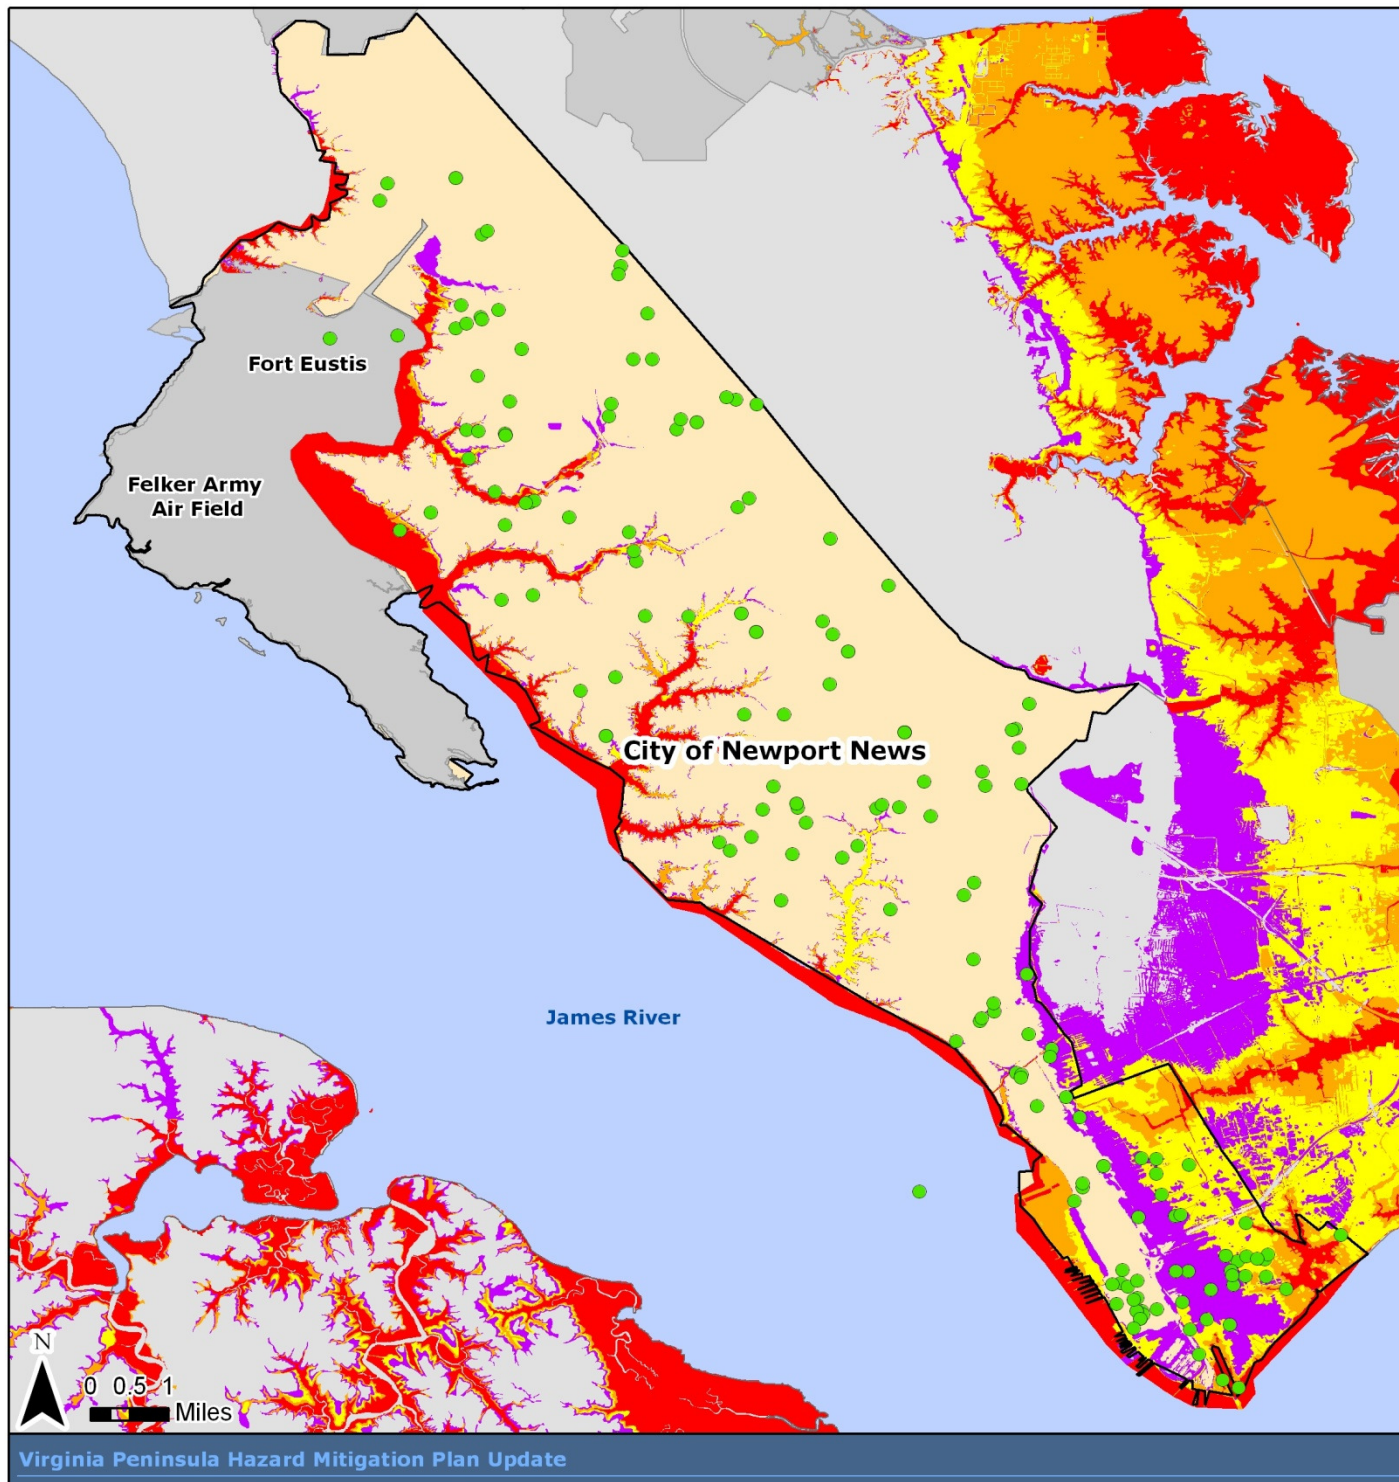 Fort Eustis
Felker Army
Air Field
City of Newport News
James River
N
0 0.5 1
Miles
Virginia Peninsula Hazard Mitigation Plan Update